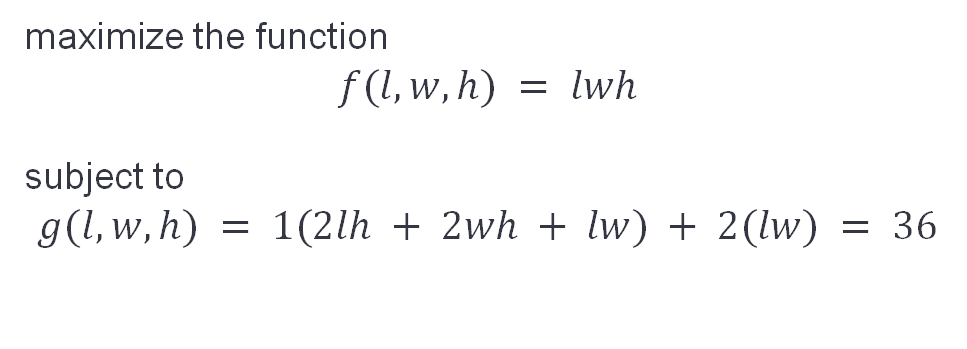 maximize the function
f(l, w, h) = lwh
subject to
g(l, w, h) = 1(2lh + 2wh + lw) + 2(lw) = 36